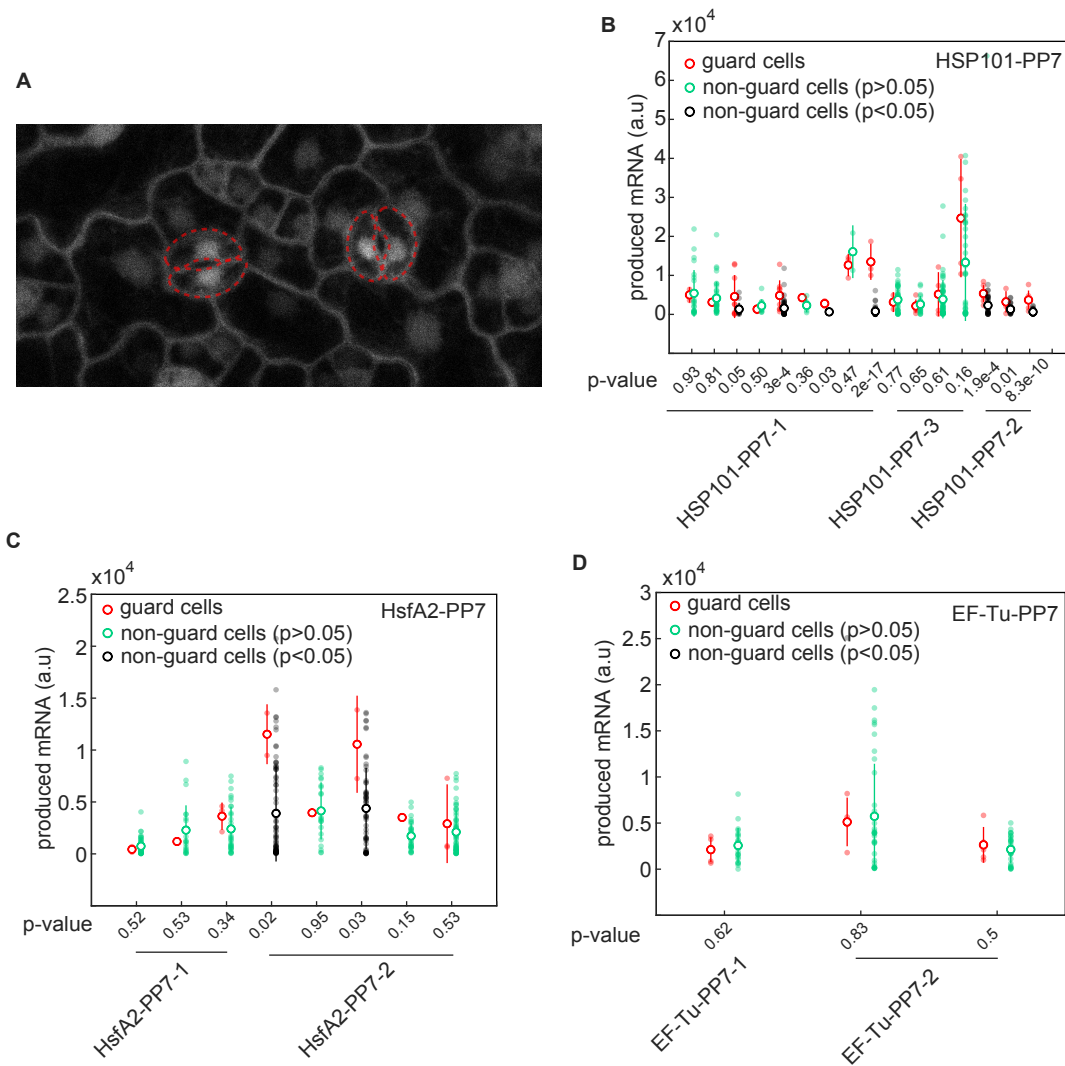 A
B
x10^4
HSP101-PP7
guard cells
non-guard cells (p>0.05)
non-guard cells (p<0.05)
produced mRNA (a.u)
7
6
5
4
3
2
1
0
p-value
0.93
0.81
0.05
0.50
3e-4
0.36
0.03
0.47
2e-17
0.77
0.65
0.61
0.16
1.9e-4
0.01
8.3e-10
HSP101-PP7-1
HSP101-PP7-3
HSP101-PP7-2
C
x10^4
HsfA2-PP7
guard cells
non-guard cells (p>0.05)
non-guard cells (p<0.05)
produced mRNA (a.u)
2.5
2
1.5
1
0.5
0
p-value
0.52
0.53
0.34
0.02
0.95
0.03
0.15
0.53
HsfA2-PP7-1
HsfA2-PP7-2
D
x10^4
EF-Tu-PP7
guard cells
non-guard cells (p>0.05)
non-guard cells (p<0.05)
produced mRNA (a.u)
3
2.5
2
1.5
1
0.5
0
p-value
0.62
0.83
0.5
EF-Tu-PP7-1
EF-Tu-PP7-2